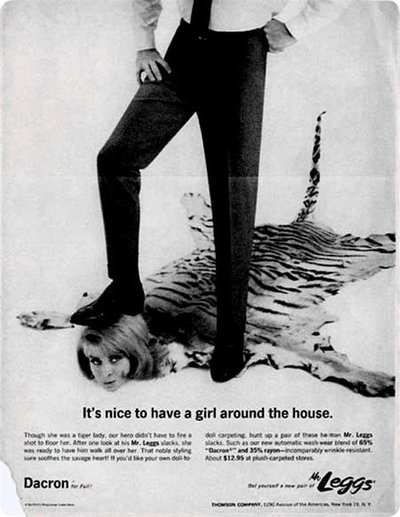 It's nice to have a girl around the house.
Though she was a tiger lady, our hero didn't have to fire a
shot to floor her. After one look at his Mr. Leggs slacks, she
was ready to have him walk all over her. That noble styling
sure soothes the savage heart! If you'd like your own doll-to-
doll carpeting, hunt up a pair of these he-man Mr. Leggs
slacks. Such as our new automatic wash wear blend of 65%
"Dacron®" and 35% rayon—incomparably wrinkle-resistant.
About $12.95 at plush-carpeted stores.
Dacron for Fall!
Get yourself a new pair of Mr. Leggs
THOMSON COMPANY, 1290 Avenue of the Americas, New York 19, N. Y.